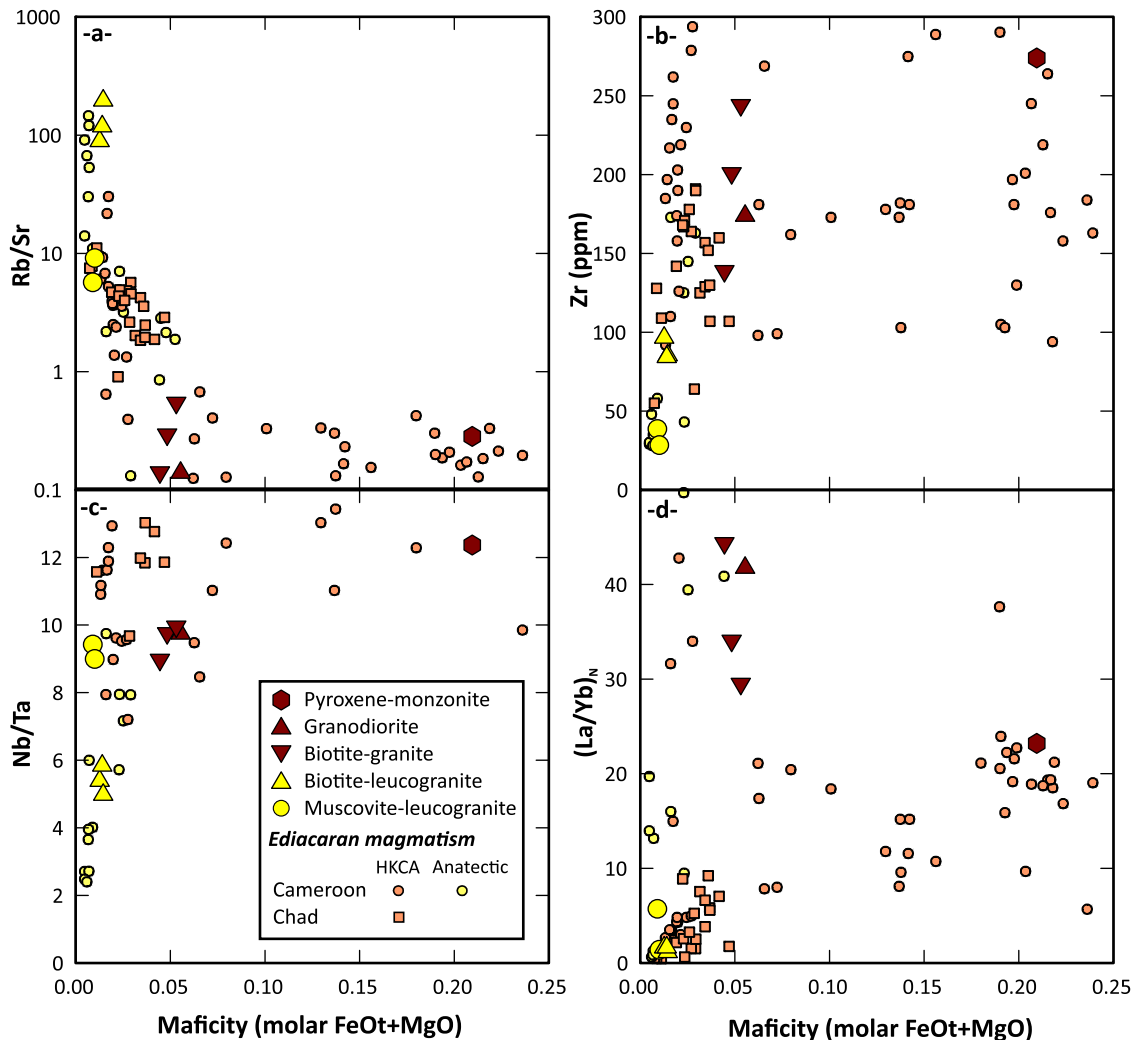 -a-
1000
100
10
1
0.1
Rb/Sr
-b-
300
250
200
150
100
50
0
Zr (ppm)
-c-
12
10
8
6
4
2
0
Nb/Ta
0.00 0.05 0.10 0.15 0.20 0.25
Maficity (molar FeOt+MgO)
Pyroxene-monzonite
Granodiorite
Biotite-granite
Biotite-leucogranite
Muscovite-leucogranite
Ediacaran magmatism
HKCA Anatectic
Cameroon
Chad
-d-
40
30
20
10
0
(La/Yb)N
0.00 0.05 0.10 0.15 0.20 0.25
Maficity (molar FeOt+MgO)